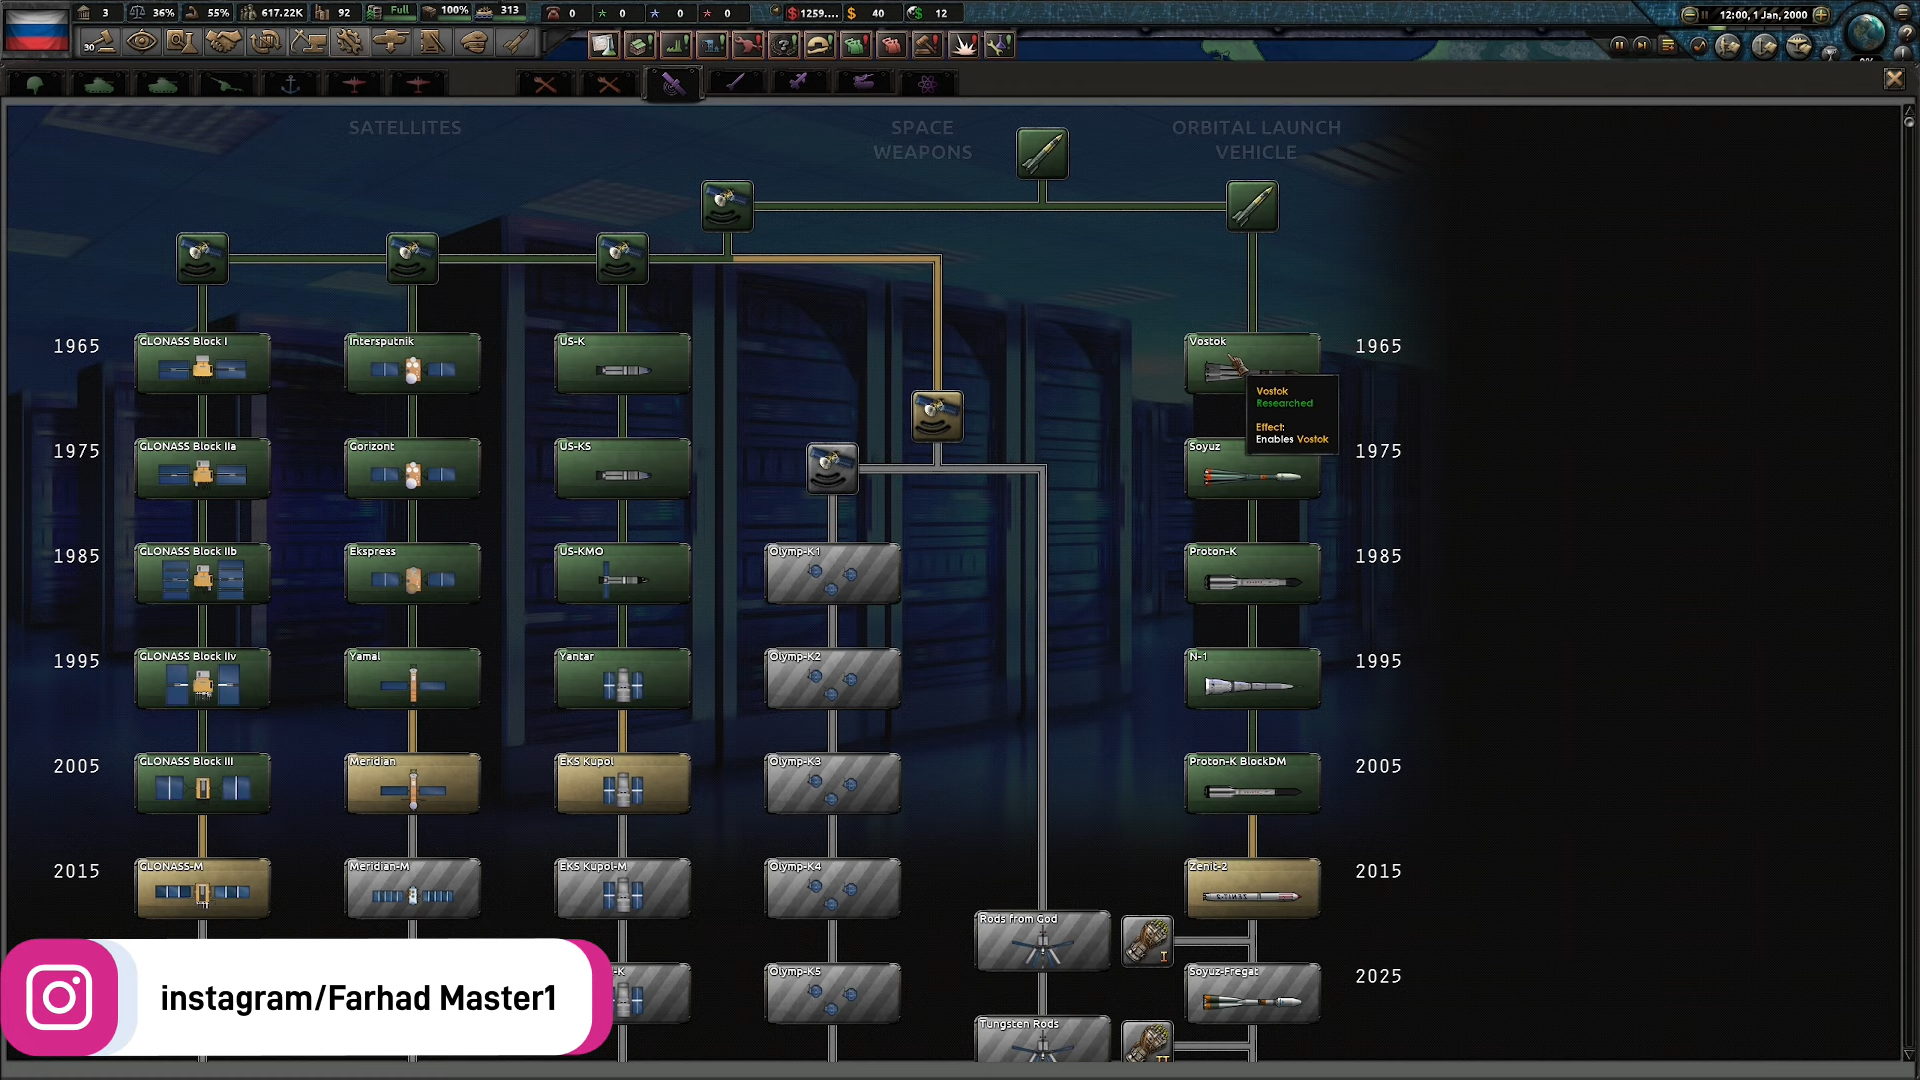 3 36% 55% 617.22K 92 Full 100% 313 0 0 0 0 1259.... 40 12 12:00, 1 Jan, 2000
30
SATELLITES
SPACE
WEAPONS
ORBITAL LAUNCH
VEHICLE
1965 GLONASS Block I Intersputnik US-K Vostok 1965
Vostok
Researched
Effect:
Enables Vostok
1975 GLONASS Block IIa Gorizont US-KS Soyuz 1975
1985 GLONASS Block IIb Ekspress US-KMO Olymp-K1 Proton-K 1985
1995 GLONASS Block IIv Yamal Yantar Olymp-K2 N-1 1995
2005 GLONASS Block III Meridian EKS Kupol Olymp-K3 Proton-K BlockDM 2005
2015 GLONASS-M Meridian-M EKS Kupol-M Olymp-K4 Zenit-2 2015
Rods from God
I
-K Olymp-K5 Soyuz-Fregat 2025
Tungsten Rods
II
instagram/Farhad Master1